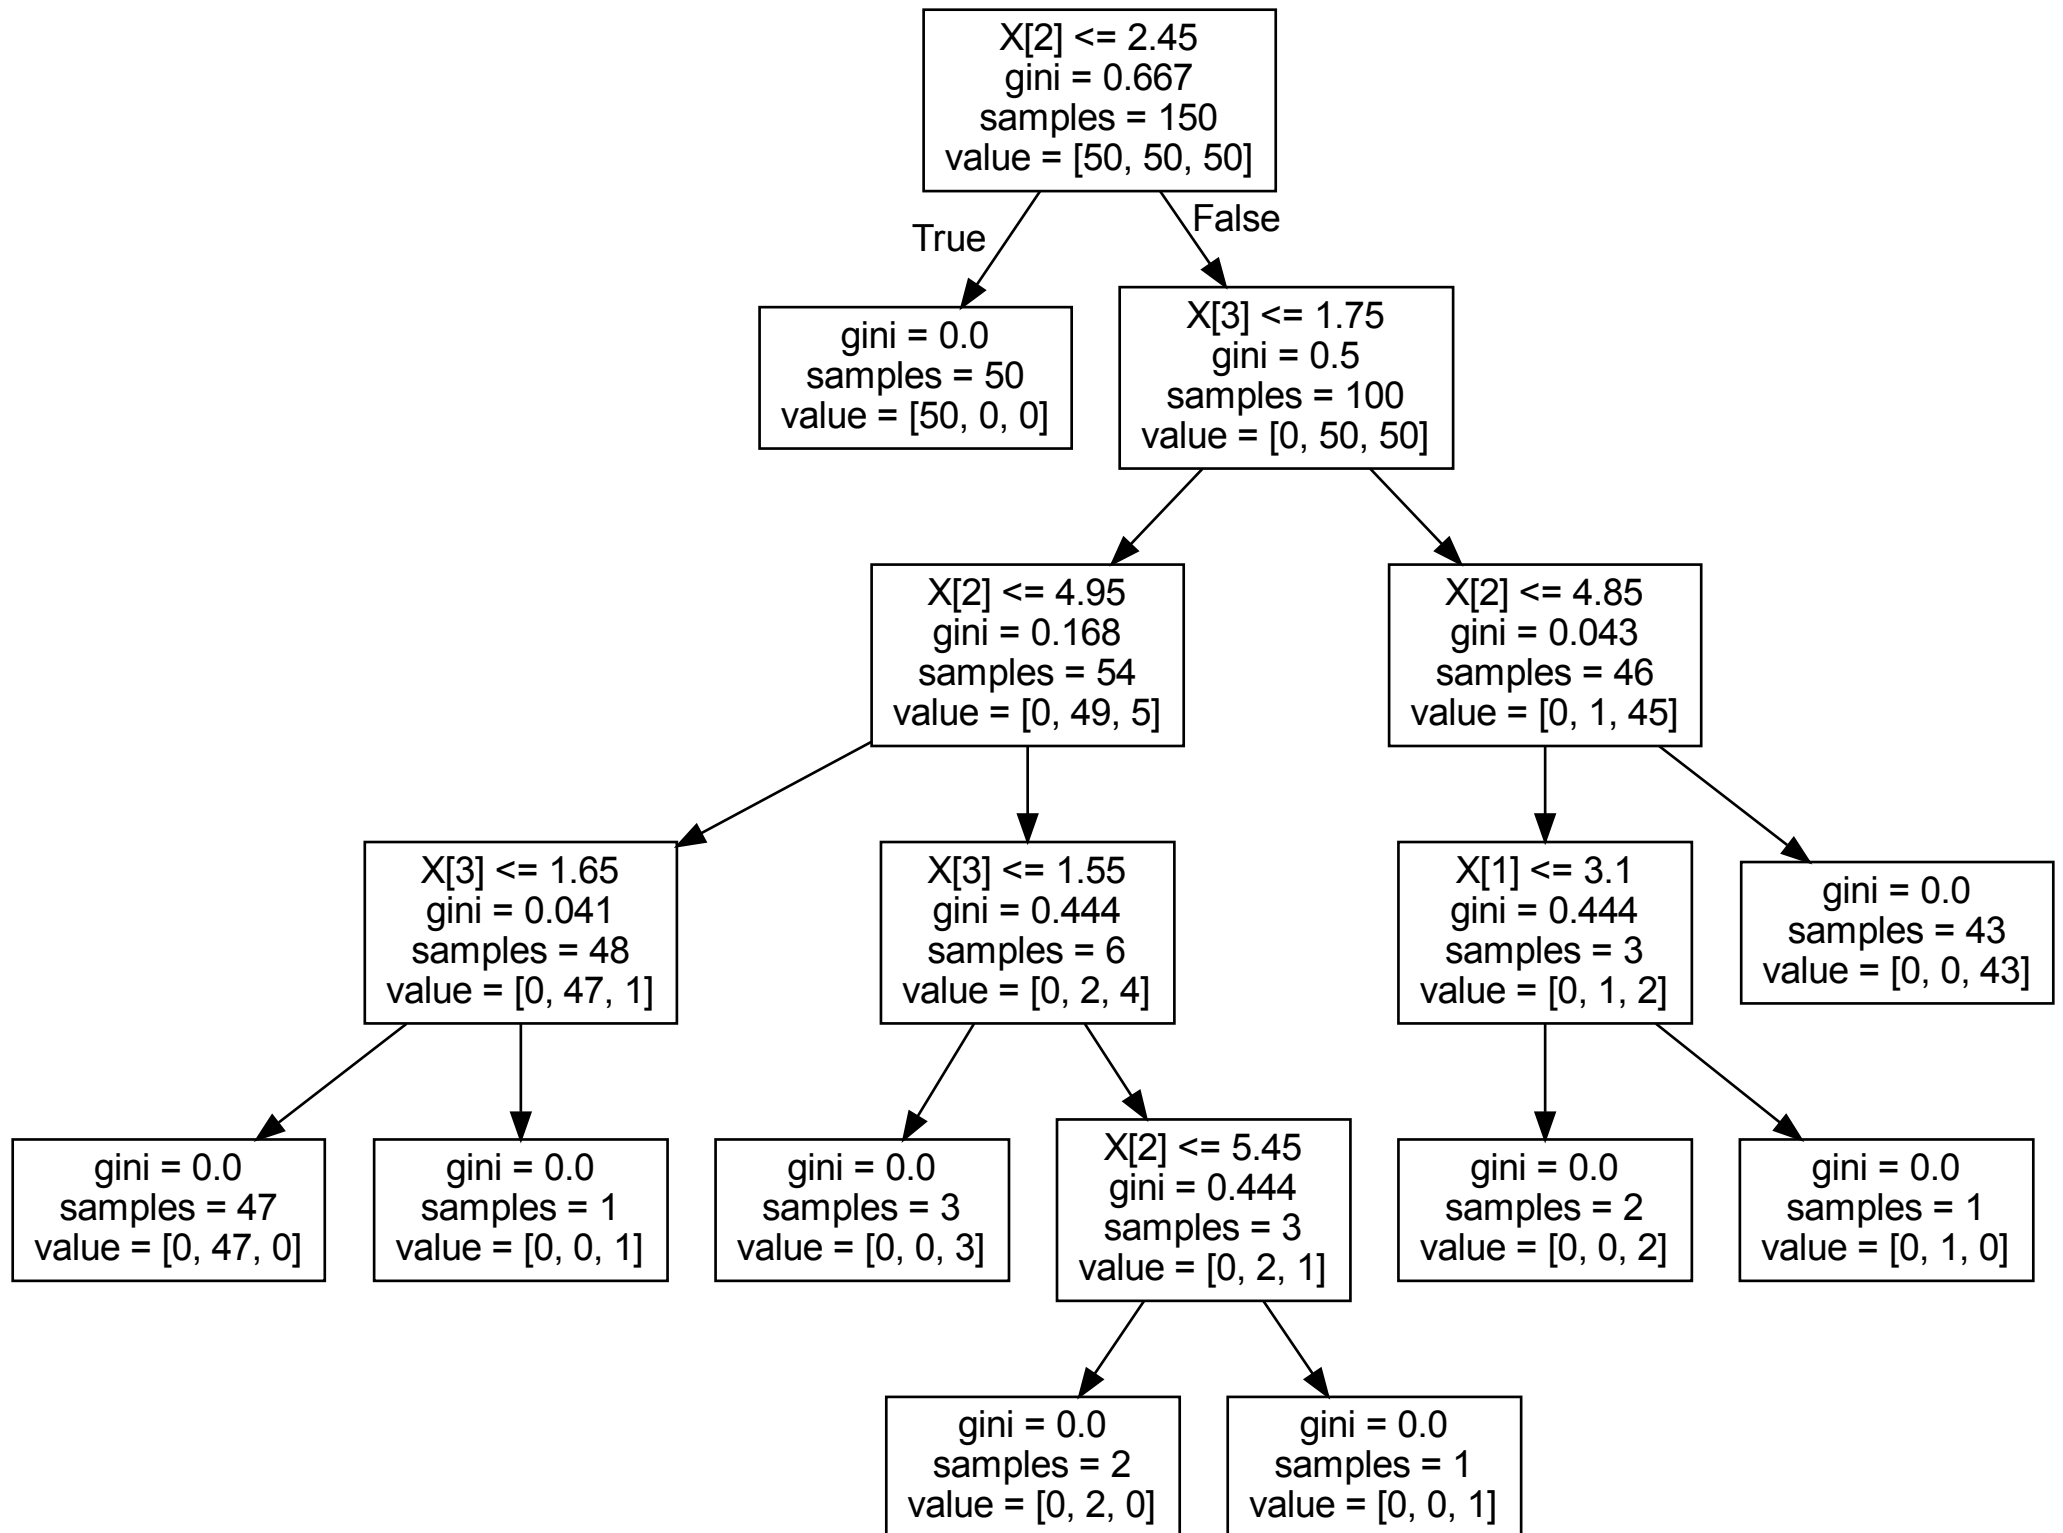 X[2] <= 2.45
gini = 0.667
samples = 150
value = [50, 50, 50]
True
False
gini = 0.0
samples = 50
value = [50, 0, 0]
X[3] <= 1.75
gini = 0.5
samples = 100
value = [0, 50, 50]
X[2] <= 4.95
gini = 0.168
samples = 54
value = [0, 49, 5]
X[2] <= 4.85
gini = 0.043
samples = 46
value = [0, 1, 45]
X[3] <= 1.65
gini = 0.041
samples = 48
value = [0, 47, 1]
X[3] <= 1.55
gini = 0.444
samples = 6
value = [0, 2, 4]
X[1] <= 3.1
gini = 0.444
samples = 3
value = [0, 1, 2]
gini = 0.0
samples = 43
value = [0, 0, 43]
gini = 0.0
samples = 47
value = [0, 47, 0]
gini = 0.0
samples = 1
value = [0, 0, 1]
gini = 0.0
samples = 3
value = [0, 0, 3]
X[2] <= 5.45
gini = 0.444
samples = 3
value = [0, 2, 1]
gini = 0.0
samples = 2
value = [0, 0, 2]
gini = 0.0
samples = 1
value = [0, 1, 0]
gini = 0.0
samples = 2
value = [0, 2, 0]
gini = 0.0
samples = 1
value = [0, 0, 1]